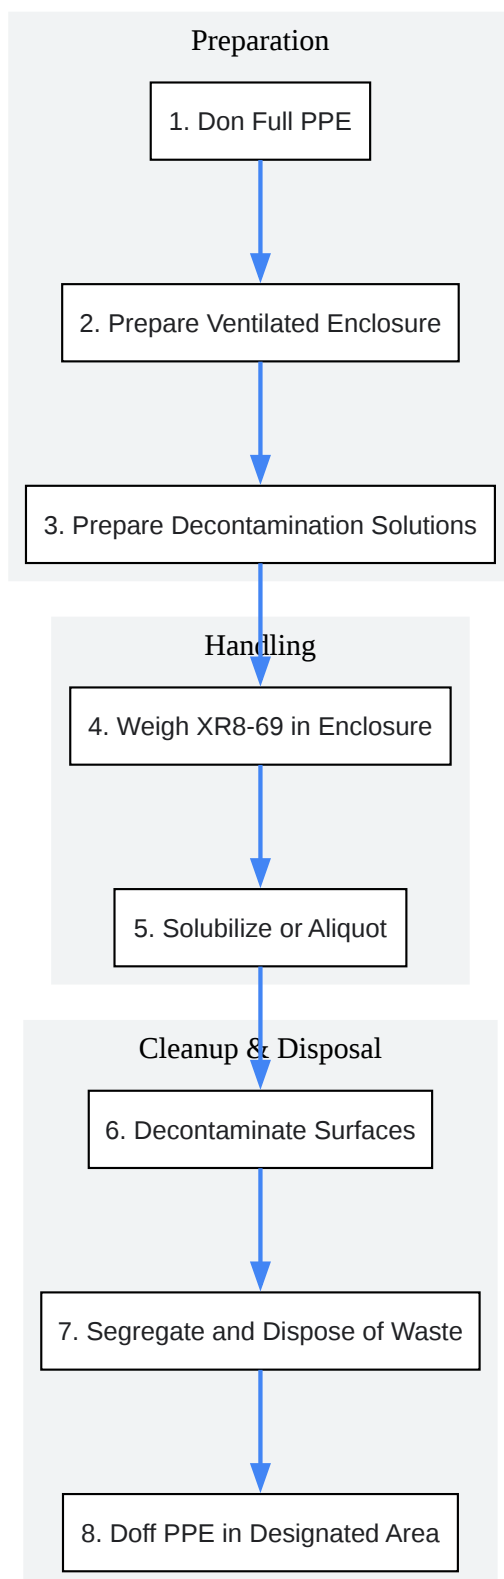 Preparation
1. Don Full PPE
2. Prepare Ventilated Enclosure
3. Prepare Decontamination Solutions
Handling
4. Weigh XR8-69 in Enclosure
5. Solubilize or Aliquot
Cleanup & Disposal
6. Decontaminate Surfaces
7. Segregate and Dispose of Waste
8. Doff PPE in Designated Area